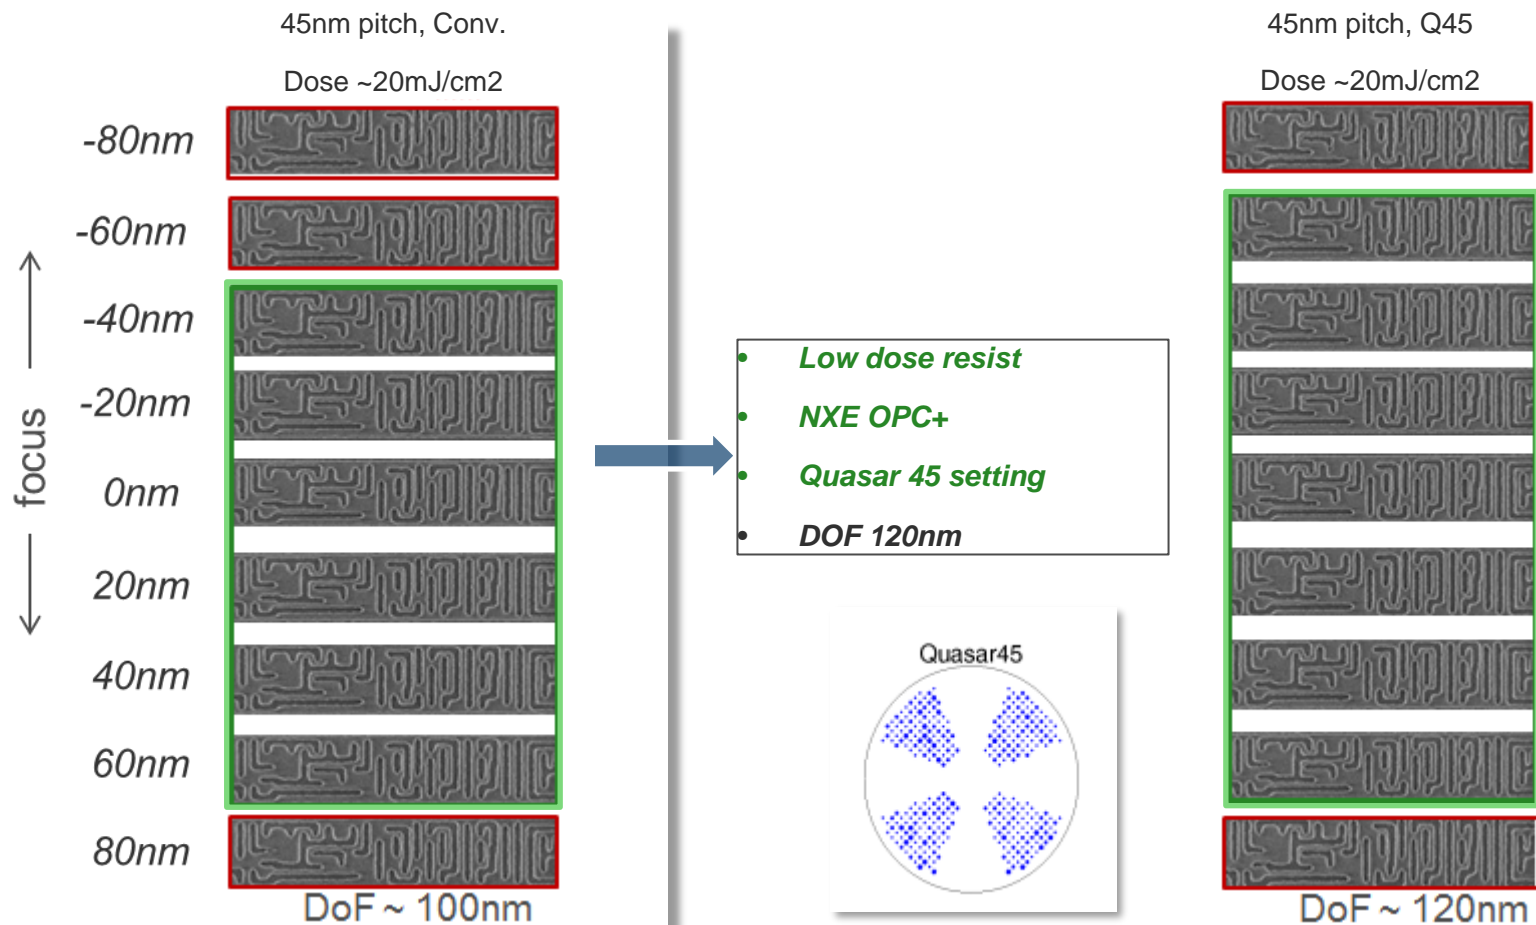 45nm pitch, Conv.
Dose ~20mJ/cm2
-80nm
-60nm
-40nm
-20nm
0nm
20nm
40nm
60nm
80nm
focus
DoF ~ 100nm
• Low dose resist
• NXE OPC+
• Quasar 45 setting
• DOF 120nm
Quasar45
45nm pitch, Q45
Dose ~20mJ/cm2
DoF ~ 120nm